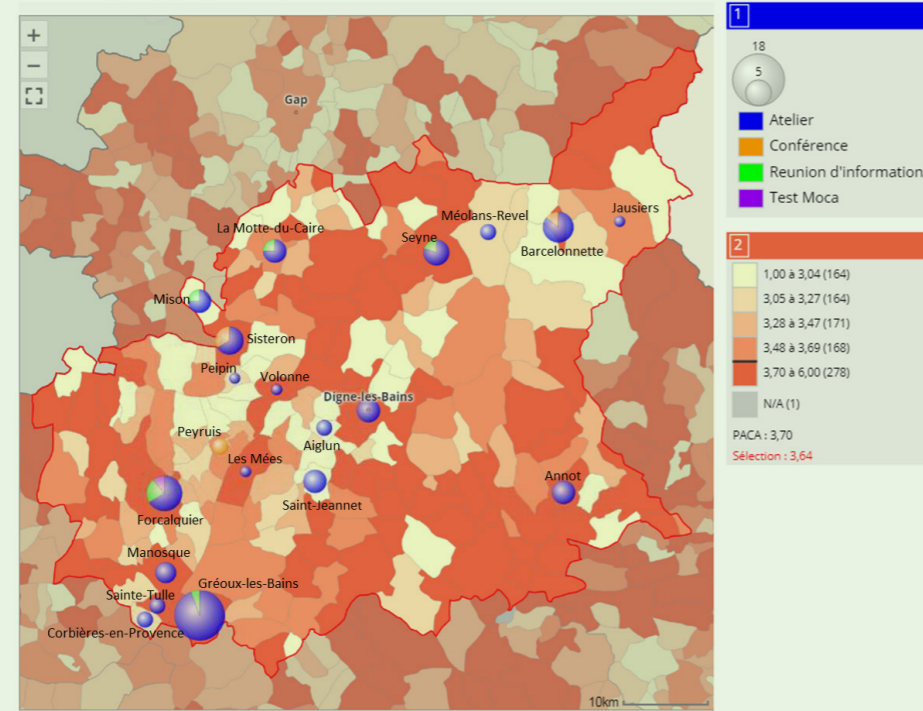 +
−
Gap
La Motte-du-Caire
Méolans-Revel
Jausiers
Seyne
Barcelonnette
Mison
Sisteron
Peipin
Volonne
Digne-les-Bains
Peyruis
Aiglun
Les Mées
Annot
Saint-Jeannet
Forcalquier
Manosque
Gréoux-les-Bains
Sainte-Tulle
Corbières-en-Provence
10km
1
18
5
Atelier
Conférence
Reunion d'information
Test Moca
2
1,00 à 3,04 (164)
3,05 à 3,27 (164)
3,28 à 3,47 (171)
3,48 à 3,69 (168)
3,70 à 6,00 (278)
N/A (1)
PACA : 3,70
Sélection : 3,64